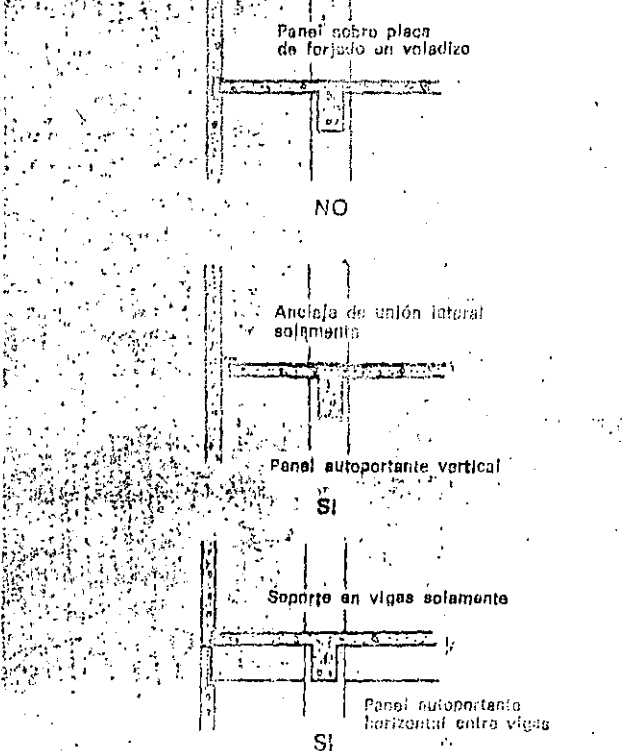 Panel sobre placa
de forjado en voladizo
NO
Anclaje de unión lateral
solamente
Panel autoportante vertical
SI
Soporte en vigas solamente
Panel autoportante
horizontal entre vigas
SI